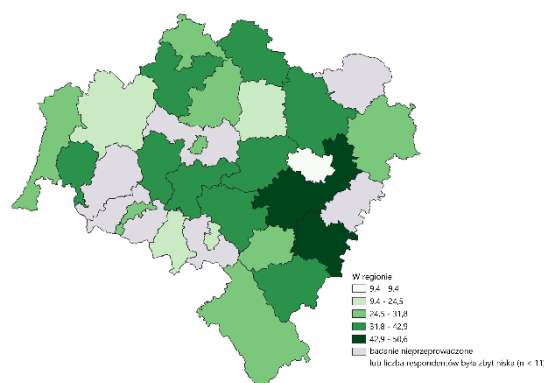 W regionie
9,4 - 9,4
9,4 - 24,5
24,5 - 31,8
31,8 - 42,9
42,9 - 50,6
badanie nieprzeprowadzone
lub liczba respondentów była zbyt niska (n < 11)